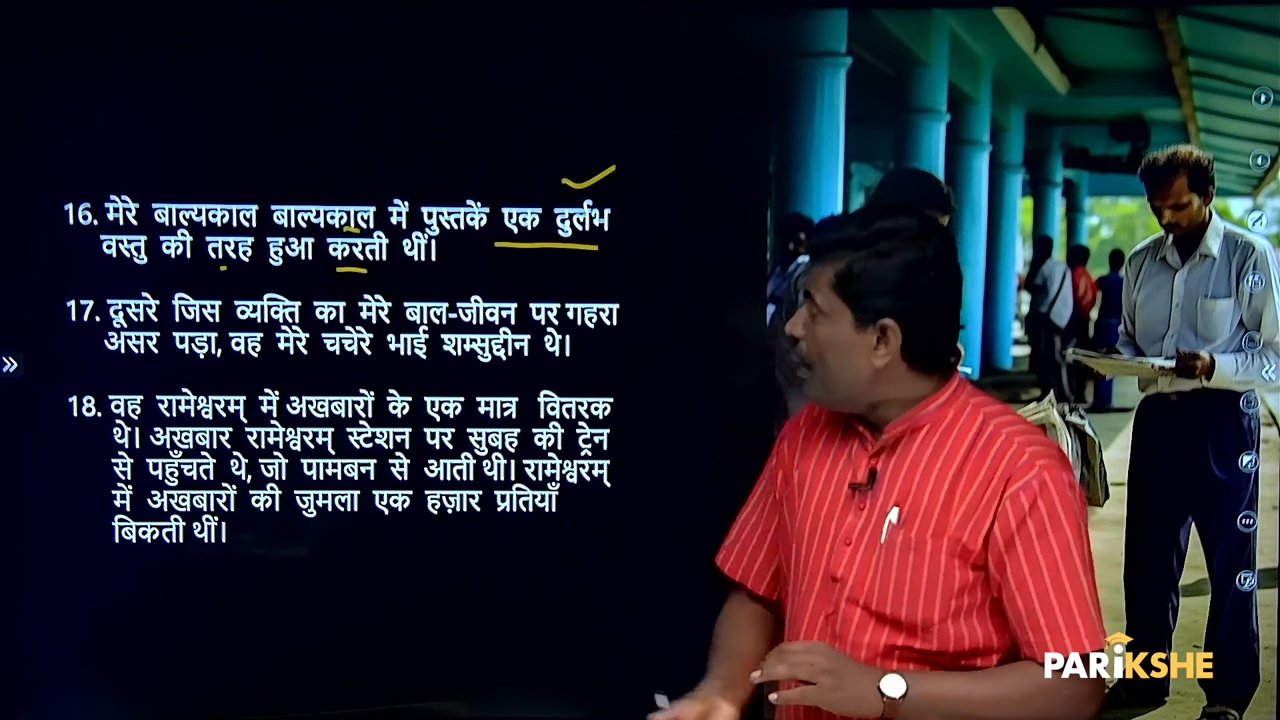 16. मेरे बाल्यकाल बाल्यकाल में पुस्तकें एक दुर्लभ
वस्तु की तरह हुआ करती थीं।
17. दूसरे जिस व्यक्ति का मेरे बाल-जीवन पर गहरा
असर पड़ा, वह मेरे चचेरे भाई शम्सुद्दीन थे।
18. वह रामेश्वरम् में अखबारों के एक मात्र वितरक
थे। अखबार रामेश्वरम् स्टेशन पर सुबह की ट्रेन
से पहुँचते थे, जो पामबन से आती थी। रामेश्वरम्
में अखबारों की जुमला एक हज़ार प्रतियाँ
बिकती थीं।
PARIKSHE